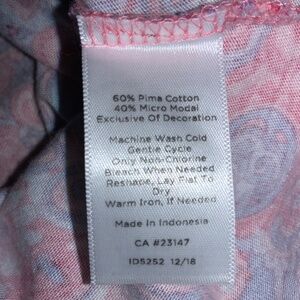 60% Pima Cotton
40% Micro Modal
Exclusive Of Decoration
Machine Wash Cold
Gentle Cycle
Only Non-Chlorine
Bleach When Needed
Reshape, Lay Flat To
Dry
Warm Iron, If Needed
Made In Indonesia
CA #23147
ID5252 12/18